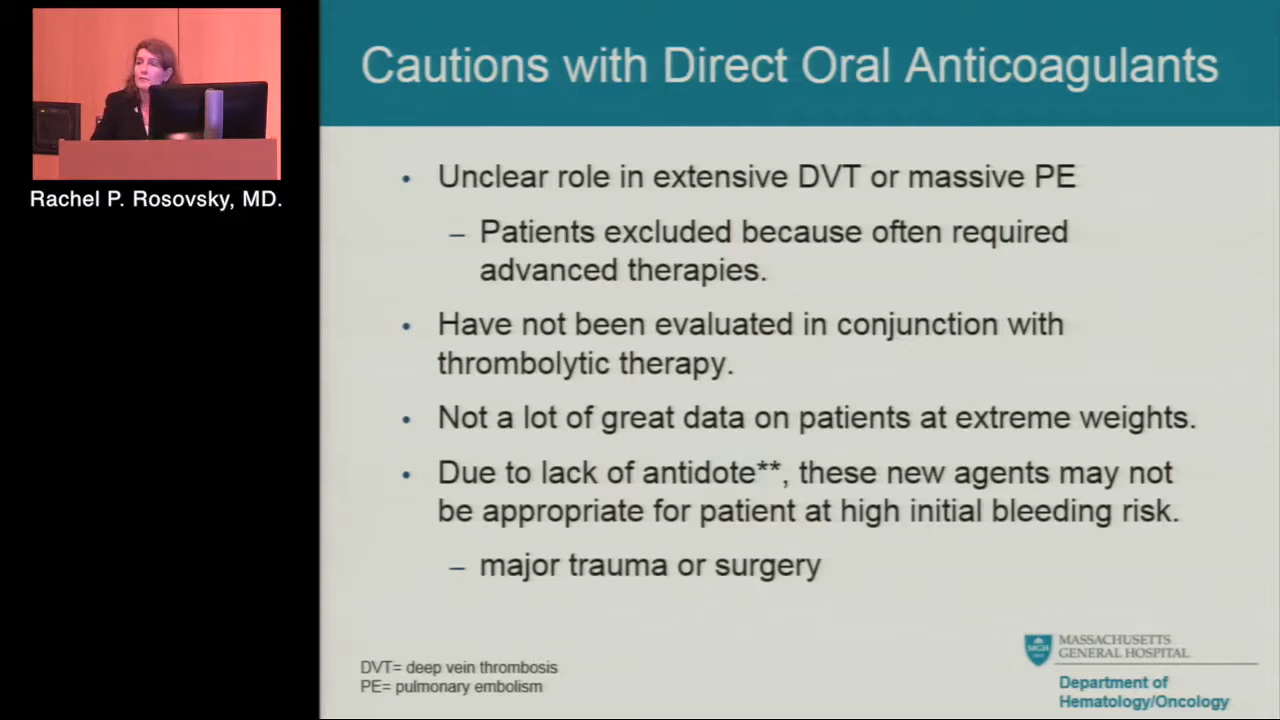 Cautions with Direct Oral Anticoagulants
Rachel P. Rosovsky, MD.
• Unclear role in extensive DVT or massive PE
– Patients excluded because often required
advanced therapies.
• Have not been evaluated in conjunction with
thrombolytic therapy.
• Not a lot of great data on patients at extreme weights.
• Due to lack of antidote**, these new agents may not
be appropriate for patient at high initial bleeding risk.
– major trauma or surgery
DVT= deep vein thrombosis
PE= pulmonary embolism
MGH
MASSACHUSETTS
GENERAL HOSPITAL
Department of
Hematology/Oncology